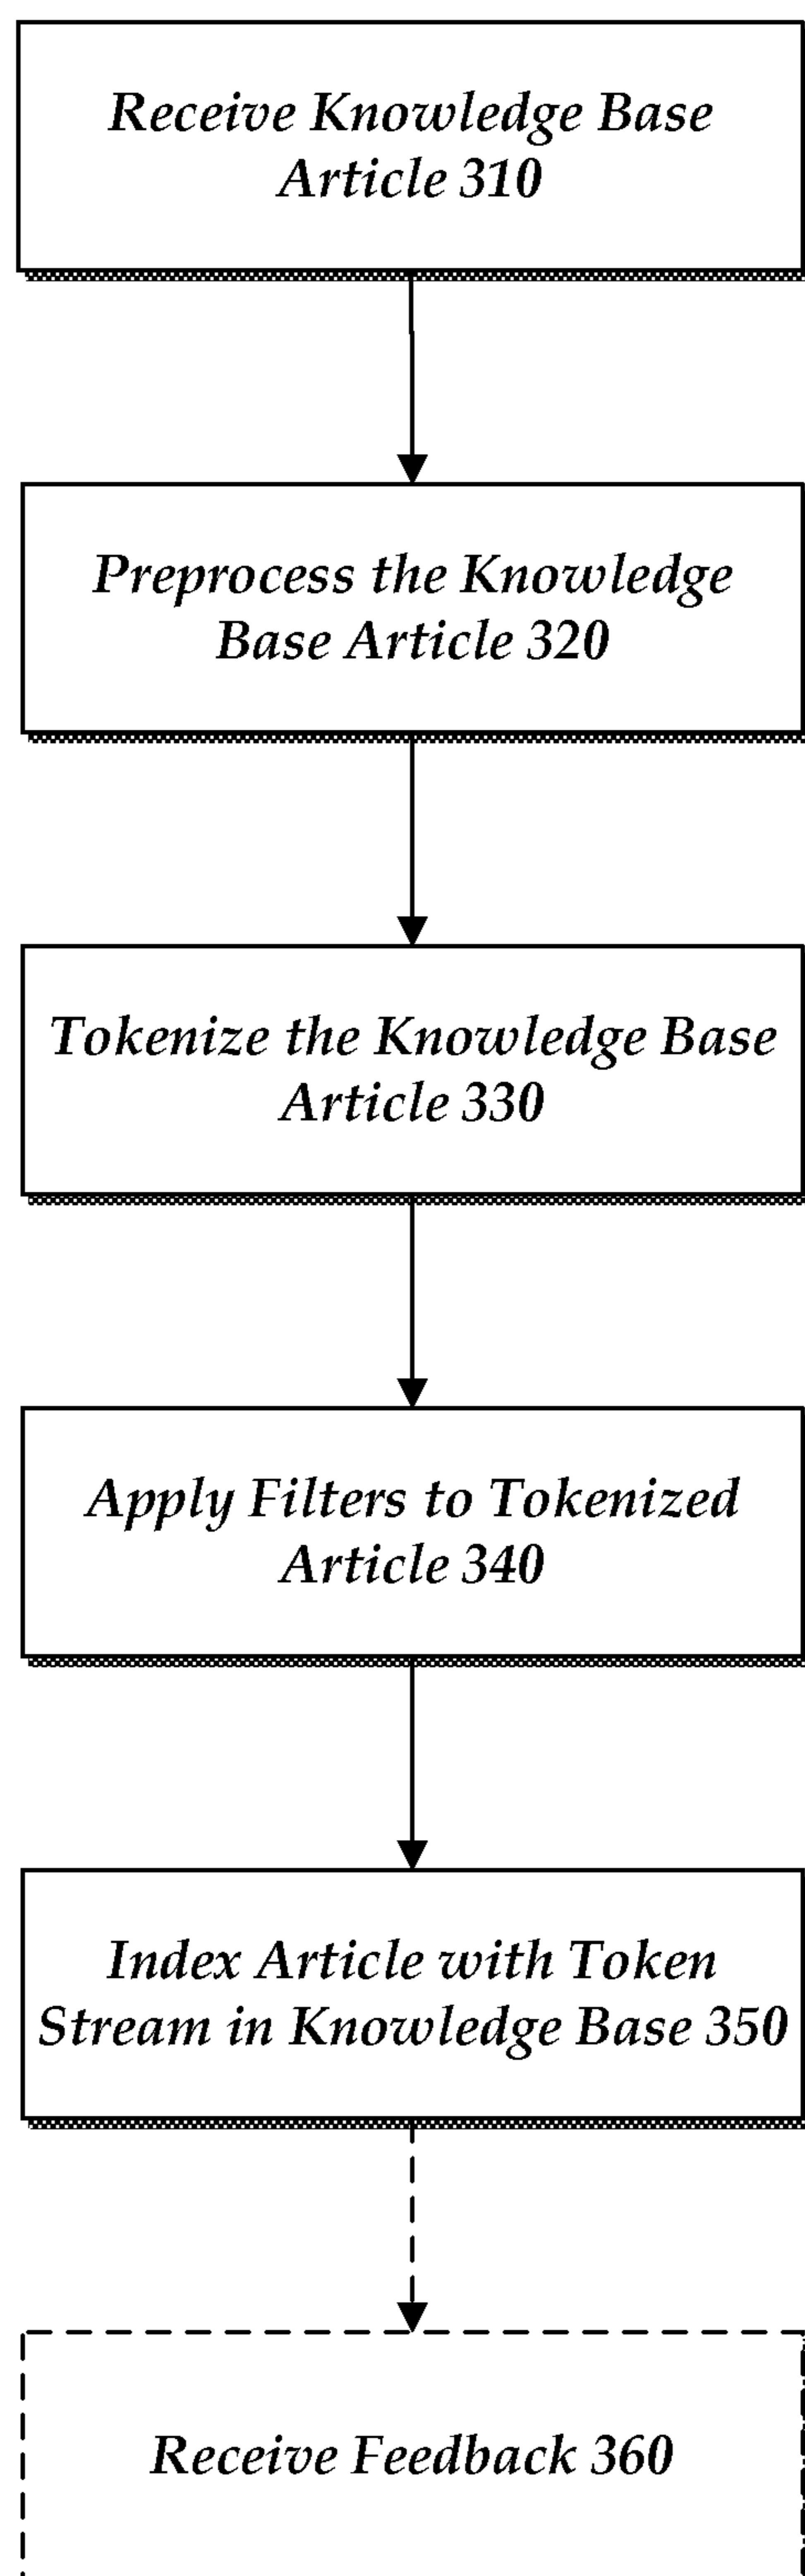 Receive Knowledge Base
Article 310
Preprocess the Knowledge
Base Article 320
Tokenize the Knowledge Base
Article 330
Apply Filters to Tokenized
Article 340
Index Article with Token
Stream in Knowledge Base 350
Receive Feedback 360